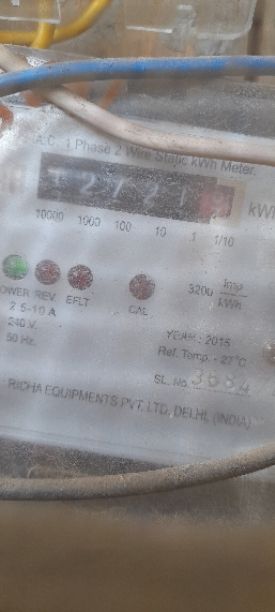 A.C. 1 Phase 2 Wire Static kWh Meter.
kWh
10000 1000 100 10 1 1/10
3200 Imp/kWh
POWER REV. EFLT CAL
2.5-10 A
240 V.
50 Hz.
YEAR : 2015
Ref. Temp. - 27°C
SL. No.
RICHA EQUIPMENTS PVT. LTD. DELHI. (INDIA)